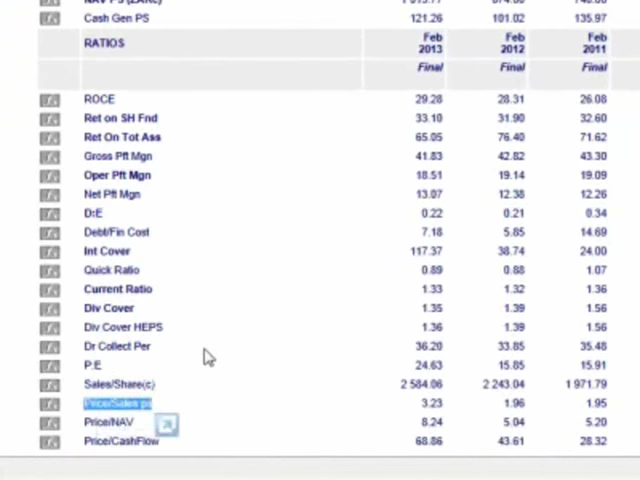 Cash Gen PS 121.26 101.02 135.97
RATIOS Feb 2013 Feb 2012 Feb 2011
Final Final Final
ROCE 29.28 28.31 26.08
Ret on SH Fnd 33.10 31.90 32.60
Ret On Tot Ass 65.05 76.40 71.62
Gross Pft Mgn 41.83 42.82 43.30
Oper Pft Mgn 18.51 19.14 19.09
Net Pft Mgn 13.07 12.38 12.26
D:E 0.22 0.21 0.34
Debt/Fin Cost 7.18 5.85 14.69
Int Cover 117.37 38.74 24.00
Quick Ratio 0.89 0.88 1.07
Current Ratio 1.33 1.32 1.36
Div Cover 1.35 1.39 1.56
Div Cover HEPS 1.36 1.39 1.56
Dr Collect Per 36.20 33.85 35.48
P:E 24.63 15.85 15.91
Sales/Share(c) 2 584.06 2 243.04 1 971.79
Price/Sales ps 3.23 1.96 1.95
Price/NAV 8.24 5.04 5.20
Price/CashFlow 68.86 43.61 28.32